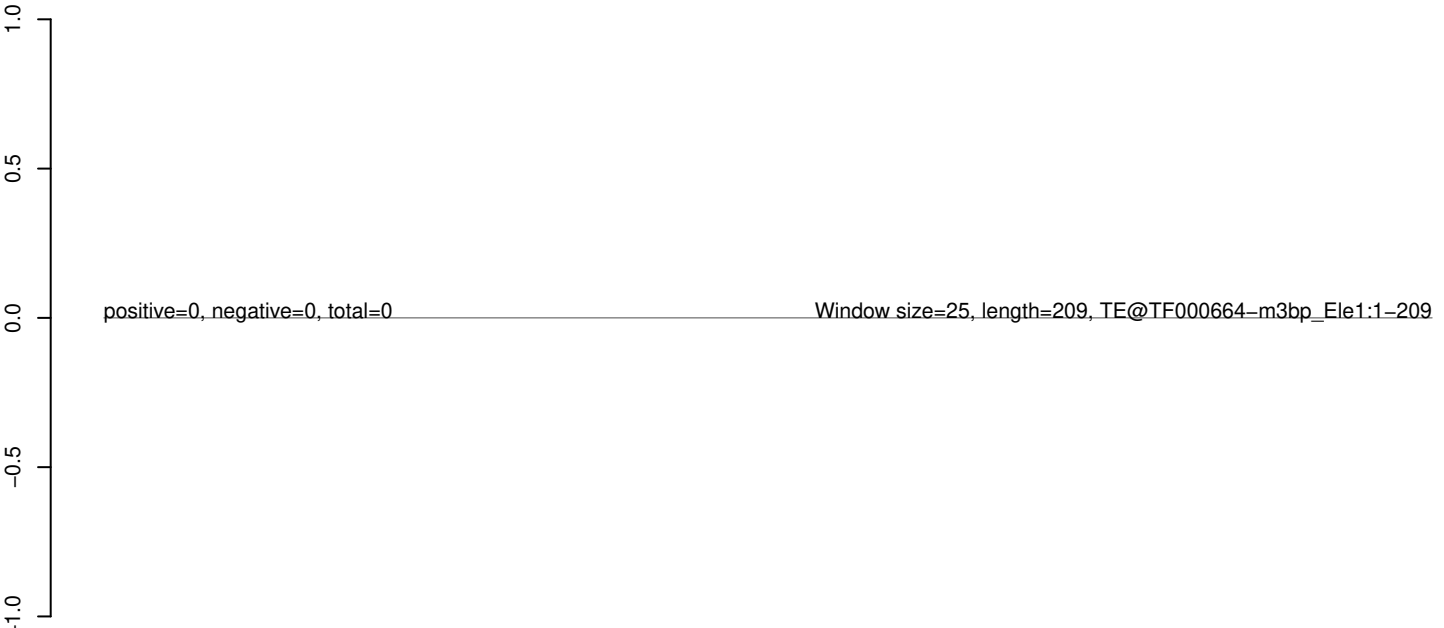 1.0
0.5
0.0
−0.5
−1.0
positive=0, negative=0, total=0
Window size=25, length=209, TE@TF000664−m3bp_Ele1:1−209